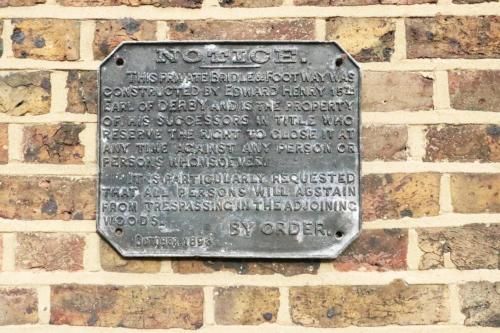 NOTICE.
THIS PRIVATE BRIDLE & FOOTWAY WAS
CONSTRUCTED BY EDWARD HENRY 15TH
EARL OF DERBY AND IS THE PROPERTY
OF HIS SUCCESSORS IN TITLE WHO
RESERVE THE RIGHT TO CLOSE IT AT
ANY TIME AGAINST ANY PERSON OR
PERSONS WHOMSOEVER.
IT IS PARTICULARLY REQUESTED
THAT ALL PERSONS WILL ABSTAIN
FROM TRESPASSING IN THE ADJOINING
WOODS.
BY ORDER.
OCTOBER